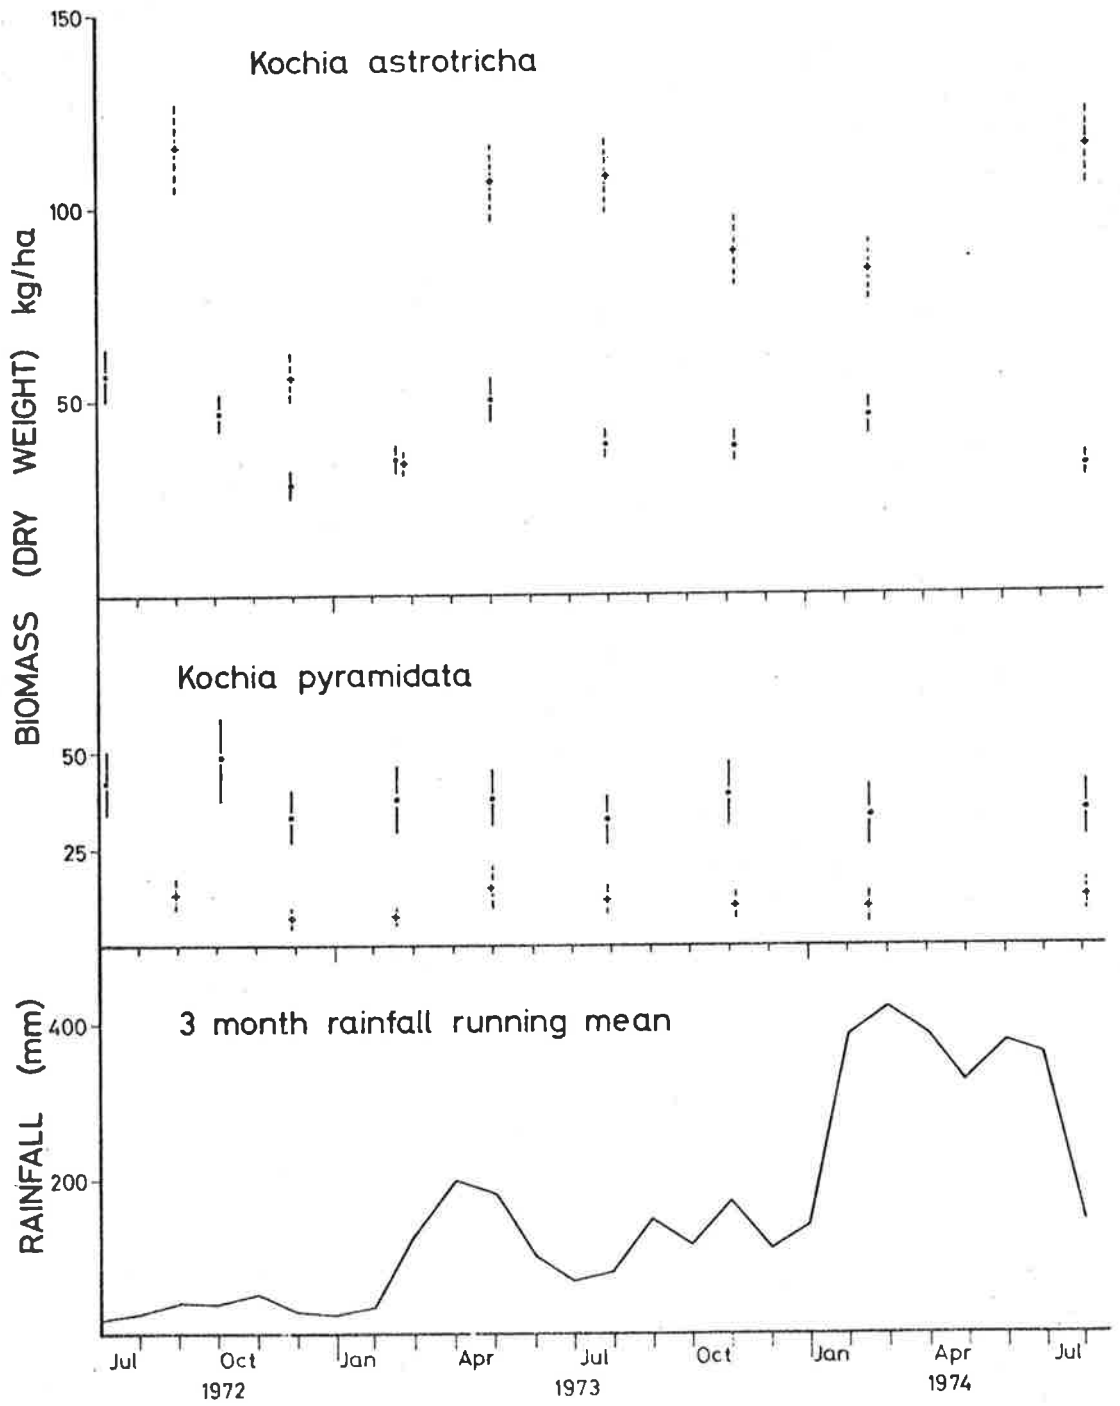 150
Kochia astrotricha
100
50
BIOMASS (DRY WEIGHT) kg/ha
Kochia pyramidata
50
25
3 month rainfall running mean
400
200
RAINFALL (mm)
Jul Oct Jan Apr Jul Oct Jan Apr Jul
1972 1973 1974